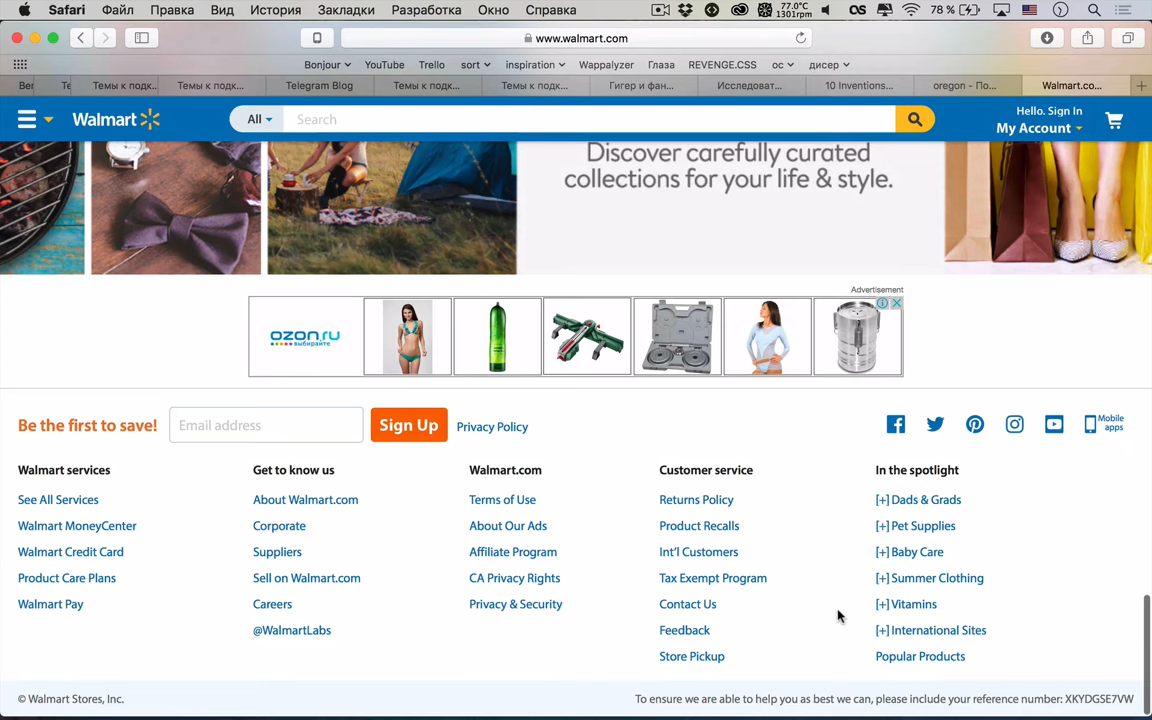 Safari Файл Правка Вид История Закладки Разработка Окно Справка 77.0°C 1301rpm 78 %
www.walmart.com
Bonjour YouTube Trello sort inspiration Wappalyzer Глаза REVENGE.CSS ос дисер
Ber Те Темы к подк... Темы к подк... Telegram Blog Темы к подк... Темы к подк... Гигер и фан... Исследоват... 10 Inventions... oregon - По... Walmart.co...
Walmart All Search Hello. Sign In
My Account
Discover carefully curated
collections for your life & style.
Advertisement
OZON.RU
выбирайте
Be the first to save! Email address Sign Up Privacy Policy Mobile apps
Walmart services Get to know us Walmart.com Customer service In the spotlight
See All Services About Walmart.com Terms of Use Returns Policy [+] Dads & Grads
Walmart MoneyCenter Corporate About Our Ads Product Recalls [+] Pet Supplies
Walmart Credit Card Suppliers Affiliate Program Int'l Customers [+] Baby Care
Product Care Plans Sell on Walmart.com CA Privacy Rights Tax Exempt Program [+] Summer Clothing
Walmart Pay Careers Privacy & Security Contact Us [+] Vitamins
@WalmartLabs Feedback [+] International Sites
Store Pickup Popular Products
© Walmart Stores, Inc. To ensure we are able to help you as best we can, please include your reference number: XKYDGSE7VW